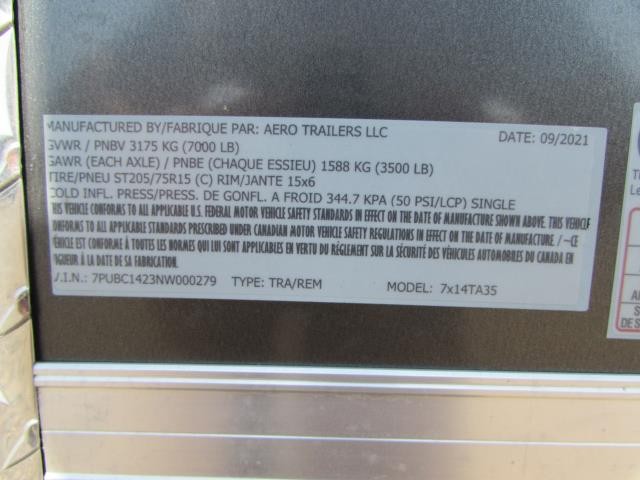 MANUFACTURED BY/FABRIQUE PAR: AERO TRAILERS LLC DATE: 09/2021
GVWR / PNBV 3175 KG (7000 LB)
GAWR (EACH AXLE) / PNBE (CHAQUE ESSIEU) 1588 KG (3500 LB)
TIRE/PNEU ST205/75R15 (C) RIM/JANTE 15x6
COLD INFL. PRESS/PRESS. DE GONFL. A FROID 344.7 KPA (50 PSI/LCP) SINGLE
THIS VEHICLE CONFORMS TO ALL APPLICABLE U.S. FEDERAL MOTOR VEHICLE SAFETY STANDARDS IN EFFECT ON THE DATE OF MANUFACTURE SHOWN ABOVE. / THIS VEHICLE
CONFORMS TO ALL APPLICABLE STANDARDS PRESCRIBED UNDER CANADIAN MOTOR VEHICLE SAFETY REGULATIONS IN EFFECT ON THE DATE OF MANUFACTURE / ~CE
VEHICULE EST CONFORME A TOUTES LES NORMES QUI LUI SONT APPLICABLES EN VERTU DU RÈGLEMENT SUR LA SÉCURITÉ DES VÉHICULES AUTOMOBILES DU CANADA EN
VIGUEUR A LA DATE DE SA FABRICATION.
V.I.N.: 7PUBC1423NW000279 TYPE: TRA/REM MODEL: 7x14TA35